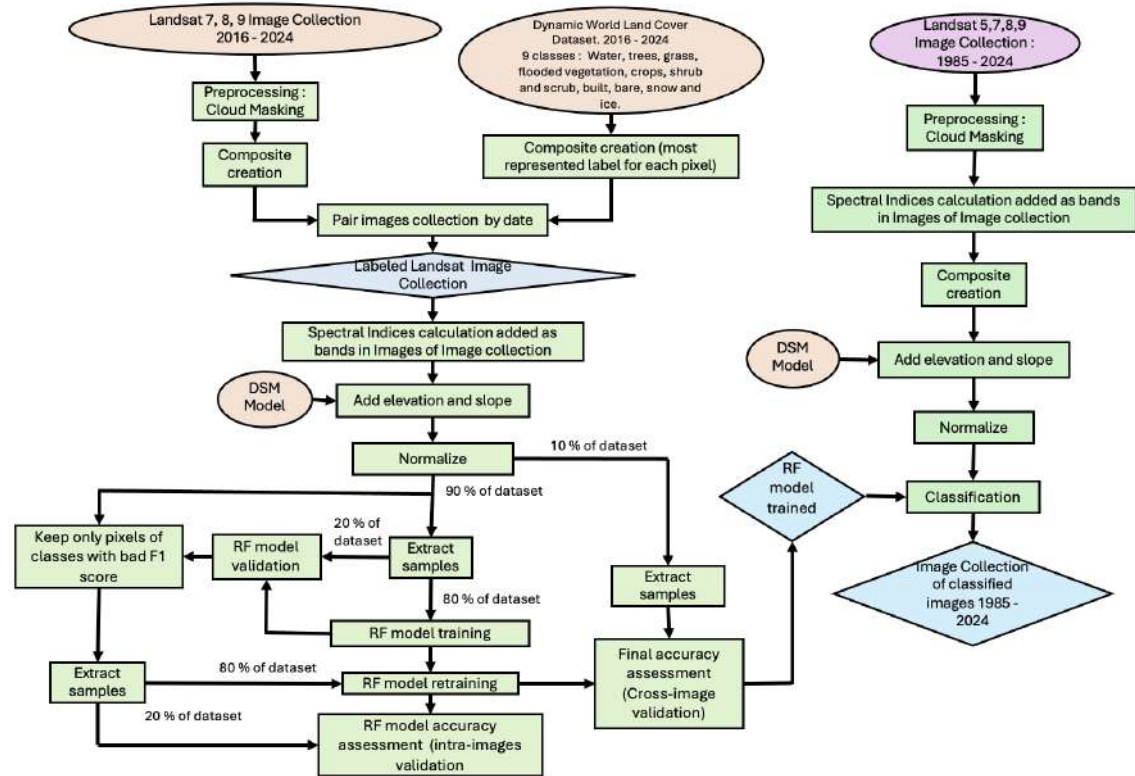 Landsat 7, 8, 9 Image Collection
2016 - 2024
Preprocessing :
Cloud Masking
Composite
creation
Dynamic World Land Cover
Dataset. 2016 - 2024
9 classes : Water, trees, grass,
flooded vegetation, crops, shrub
and scrub, built, bare, snow and
ice.
Composite creation (most
represented label for each pixel)
Pair images collection by date
Labeled Landsat Image
Collection
Spectral Indices calculation added as
bands in Images of Image collection
DSM
Model
Add elevation and slope
Normalize
10 % of dataset
90 % of dataset
Keep only pixels of
classes with bad F1
score
RF model
validation
20 % of
dataset
Extract
samples
80 % of dataset
RF model training
Extract
samples
80 % of dataset
RF model retraining
20 % of dataset
RF model accuracy
assessment (intra-images
validation
Extract
samples
Final accuracy
assessment
(Cross-image
validation)
Landsat 5,7,8,9
Image Collection :
1985 - 2024
Preprocessing :
Cloud Masking
Spectral Indices calculation added as bands
in Images of Image collection
Composite
creation
DSM
Model
Add elevation and slope
Normalize
RF
model
trained
Classification
Image Collection
of classified
images 1985 -
2024